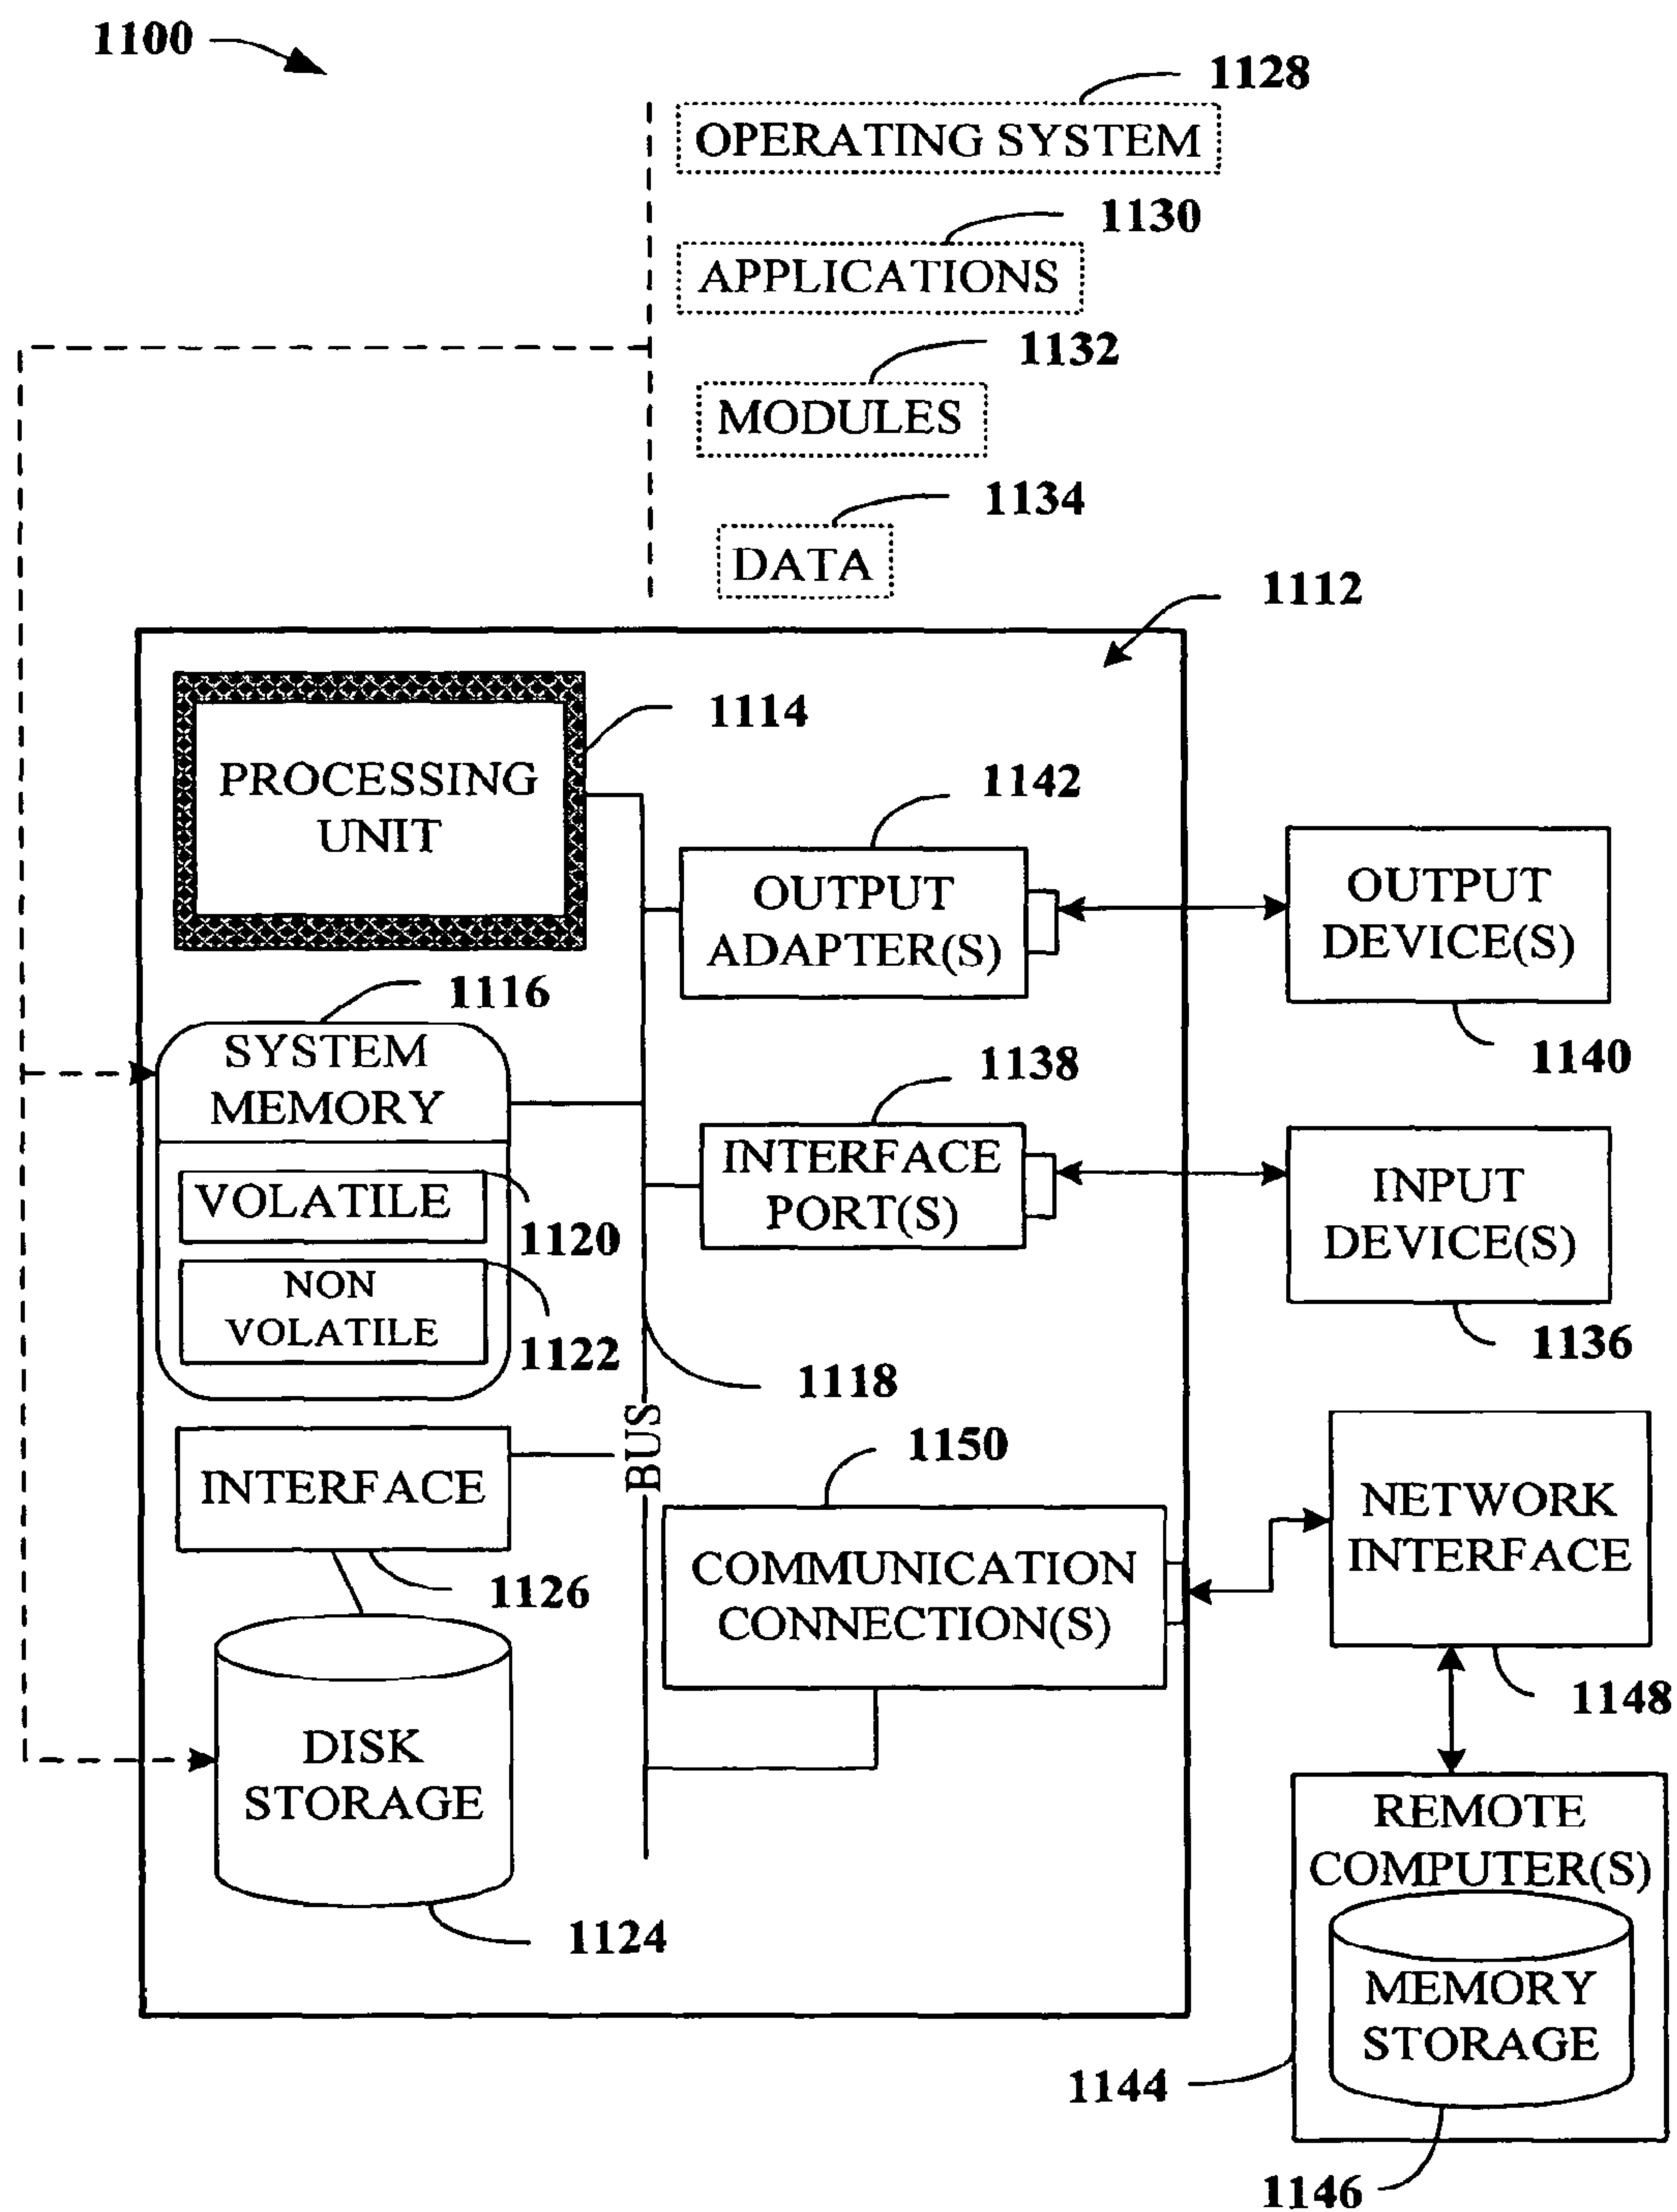 1100
1128
OPERATING SYSTEM
1130
APPLICATIONS
1132
MODULES
1134
DATA
1112
PROCESSING
UNIT
1114
1142
OUTPUT
ADAPTER(S)
OUTPUT
DEVICE(S)
1140
1116
SYSTEM
MEMORY
VOLATILE
1120
NON
VOLATILE
1122
1138
INTERFACE
PORT(S)
INPUT
DEVICE(S)
1136
1118
BUS
INTERFACE
1126
1150
COMMUNICATION
CONNECTION(S)
NETWORK
INTERFACE
1148
DISK
STORAGE
1124
REMOTE
COMPUTER(S)
MEMORY
STORAGE
1144
1146